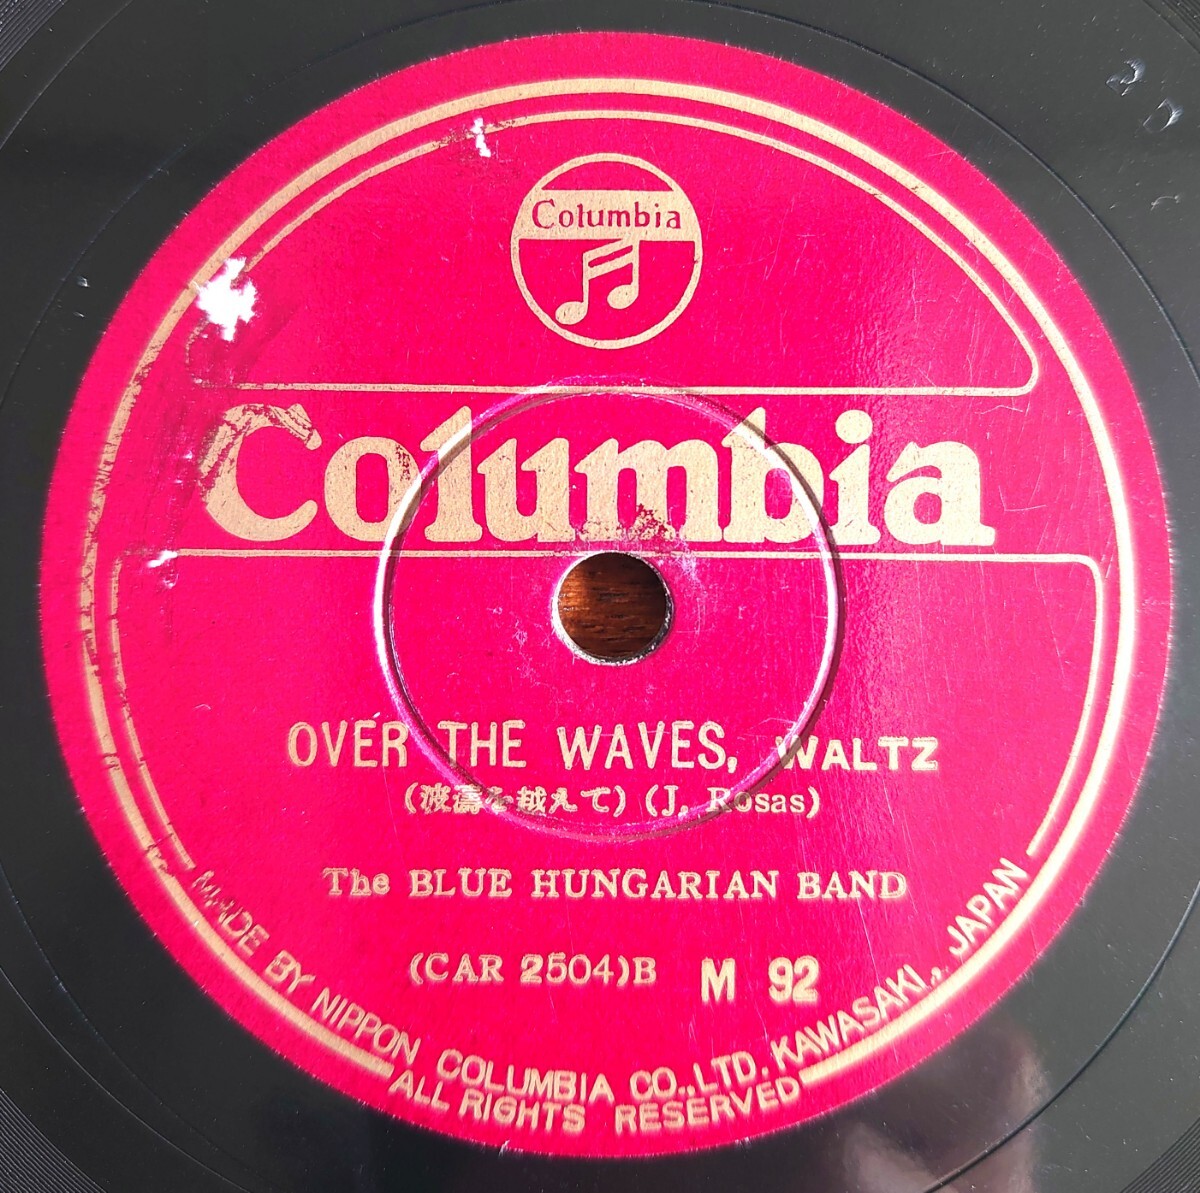 Columbia
Columbia
OVER THE WAVES, WALTZ
(波濤を越えて) (J. Rosas)
The BLUE HUNGARIAN BAND
(CAR 2504)B M 92
MADE BY NIPPON COLUMBIA CO., LTD. KAWASAKI, JAPAN
ALL RIGHTS RESERVED